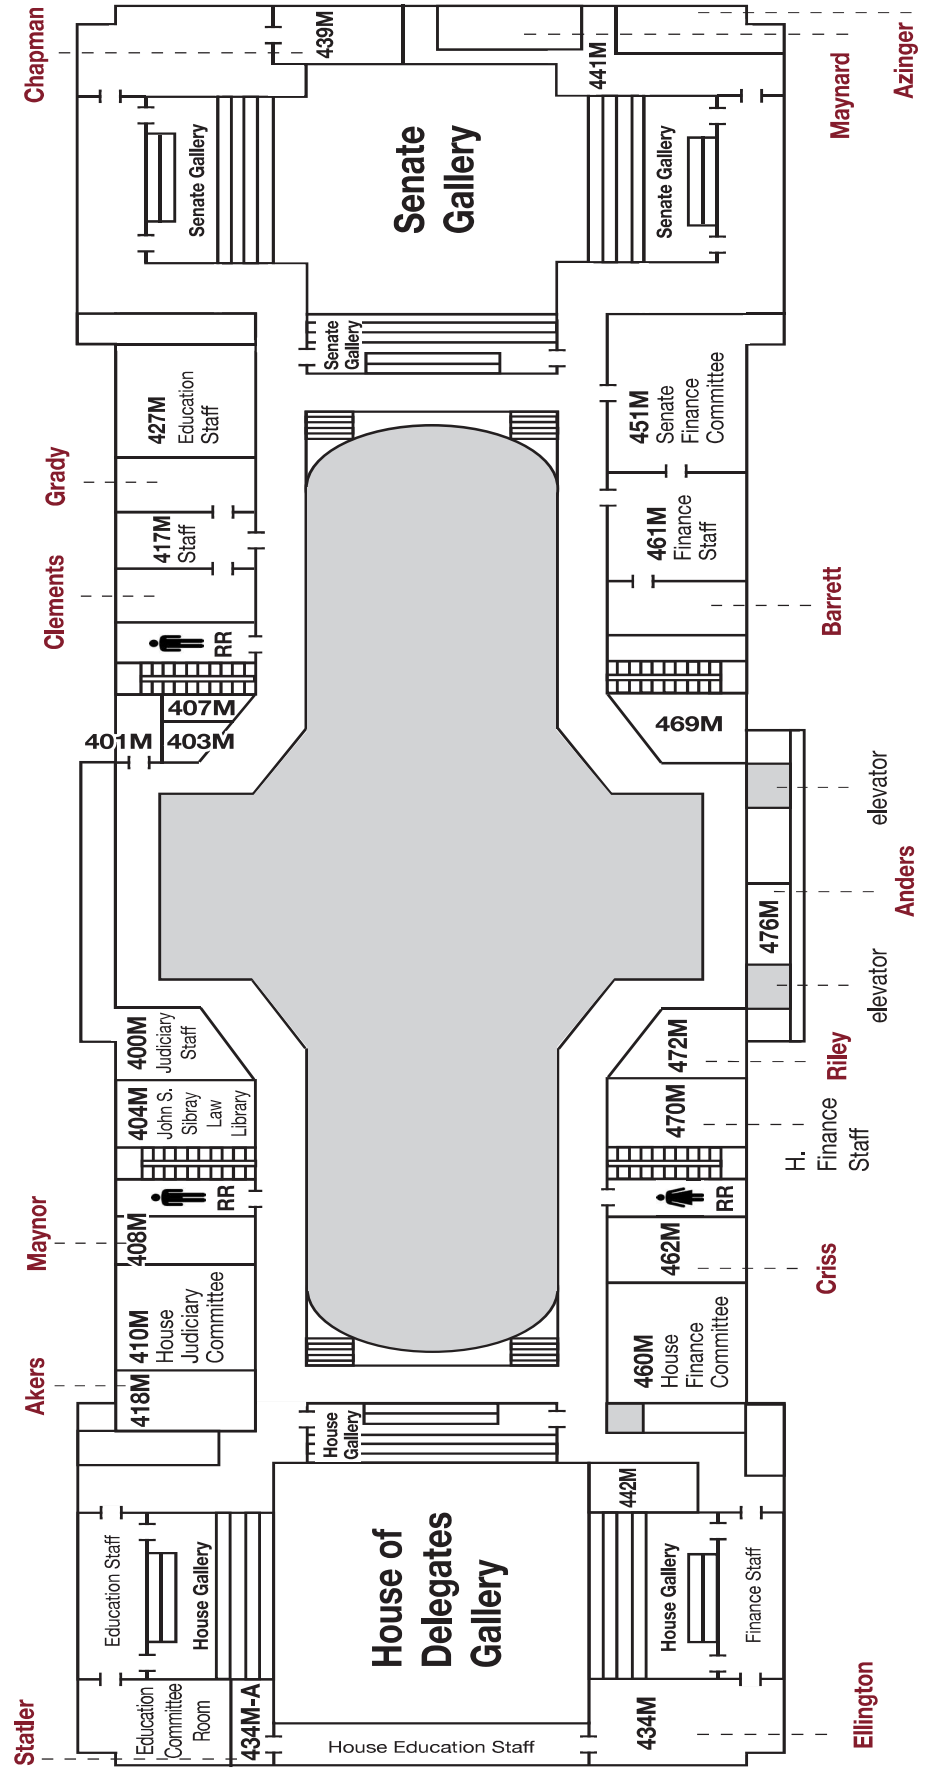 Chapman
439M
441M
Maynard
Azinger
Senate Gallery
Senate
Gallery
Senate Gallery
Senate
Gallery
427M
Education
Staff
451M
Senate
Finance
Committee
Grady
417M
Staff
461M
Finance
Staff
Clements
Barrett
RR
407M
401M
403M
469M
elevator
Anders
476M
elevator
400M
Judiciary
Staff
472M
Riley
404M
John S.
Sibray
Law
Library
470M
H.
Finance
Staff
Maynor
RR
RR
408M
462M
Criss
410M
House
Judiciary
Committee
460M
House
Finance
Committee
Akers
418M
House
Gallery
442M
Education Staff
House Gallery
House of
Delegates
Gallery
House Gallery
Finance Staff
Statler
Education
Committee
Room
434M-A
House Education Staff
434M
Ellington